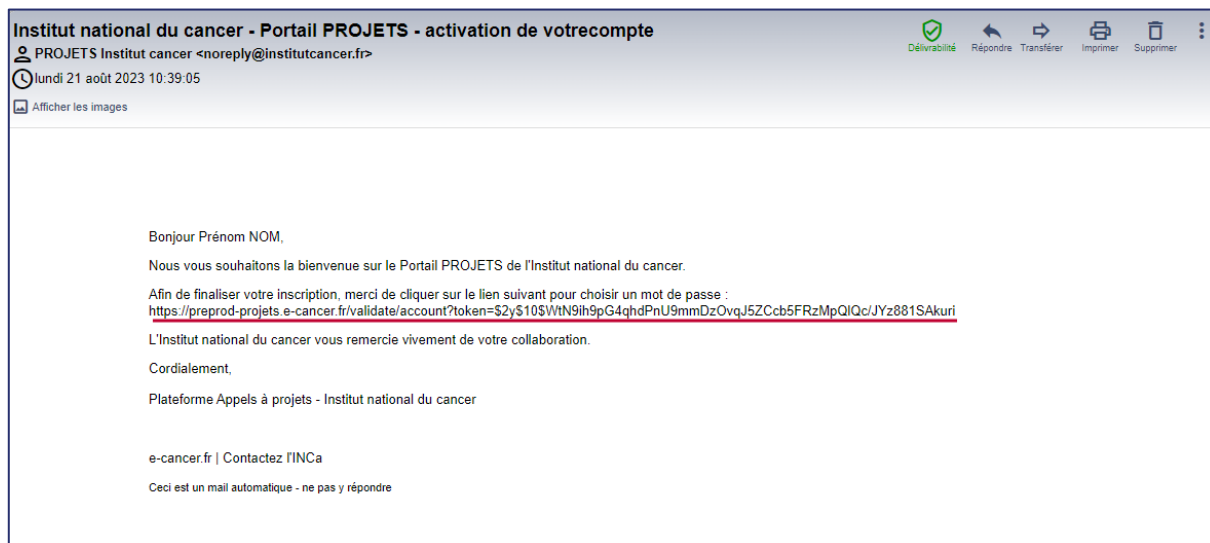 Institut national du cancer - Portail PROJETS - activation de votrecompte
PROJETS Institut cancer <noreply@institutcancer.fr>
lundi 21 août 2023 10:39:05
Afficher les images
Délivrabilité Répondre Transférer Imprimer Supprimer
Bonjour Prénom NOM,
Nous vous souhaitons la bienvenue sur le Portail PROJETS de l'Institut national du cancer.
Afin de finaliser votre inscription, merci de cliquer sur le lien suivant pour choisir un mot de passe :
https://preprod-projets.e-cancer.fr/validate/account?token=$2y$10$WtN9ih9pG4qhdPnU9mmDzOvqJ5ZCcb5FRzMpQlQc/JYz881SAkuri
L'Institut national du cancer vous remercie vivement de votre collaboration.
Cordialement,
Plateforme Appels à projets - Institut national du cancer
e-cancer.fr | Contactez l'INCa
Ceci est un mail automatique - ne pas y répondre